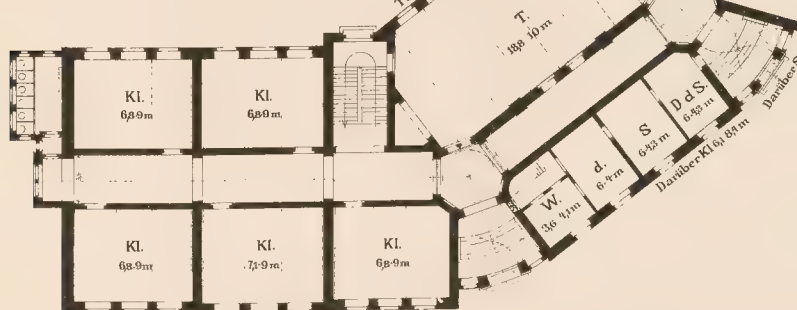 T.
18,8 10 m
Kl.
6,8·9 m
Kl.
6,8·9 m.
D d S.
6·4,3 m
S
6·4,3 m
d.
6·4 m
W.
3,6 4,1 m
Darüber Kl 6,1 8,4 m
Darüber S
Kl.
6,8·9 m
Kl.
7,1·9 m
Kl.
6,8·9 m